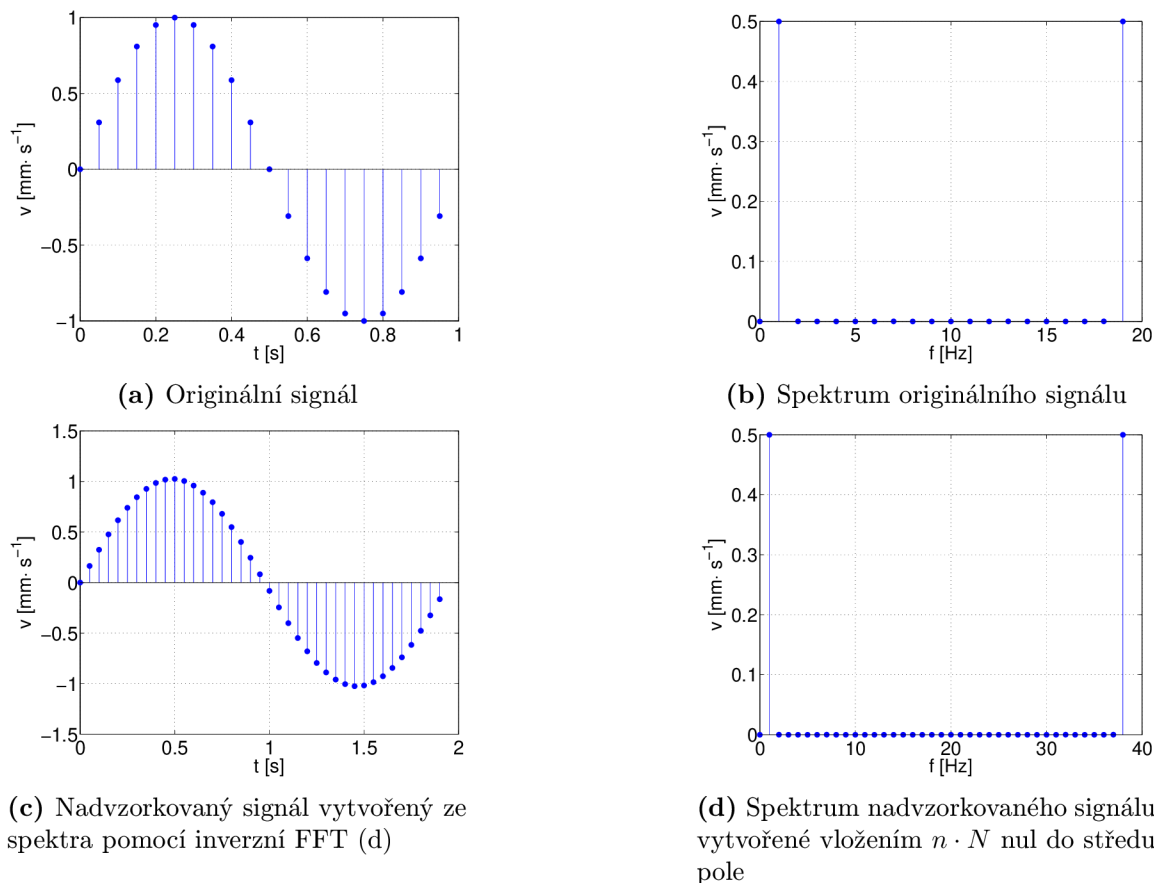 1
0.5
0
−0.5
−1
0 0.2 0.4 0.6 0.8 1
t [s]
v [mm· s⁻¹]
(a) Originální signál
0.5
0.4
0.3
0.2
0.1
0
0 5 10 15 20
f [Hz]
v [mm· s⁻¹]
(b) Spektrum originálního signálu
1.5
1
0.5
0
−0.5
−1
−1.5
0 0.5 1 1.5 2
t [s]
v [mm· s⁻¹]
(c) Nadvzorkovaný signál vytvořený ze
spektra pomocí inverzní FFT (d)
0.5
0.4
0.3
0.2
0.1
0
0 10 20 30 40
f [Hz]
v [mm· s⁻¹]
(d) Spektrum nadvzorkovaného signálu
vytvořené vložením n · N nul do středu
pole